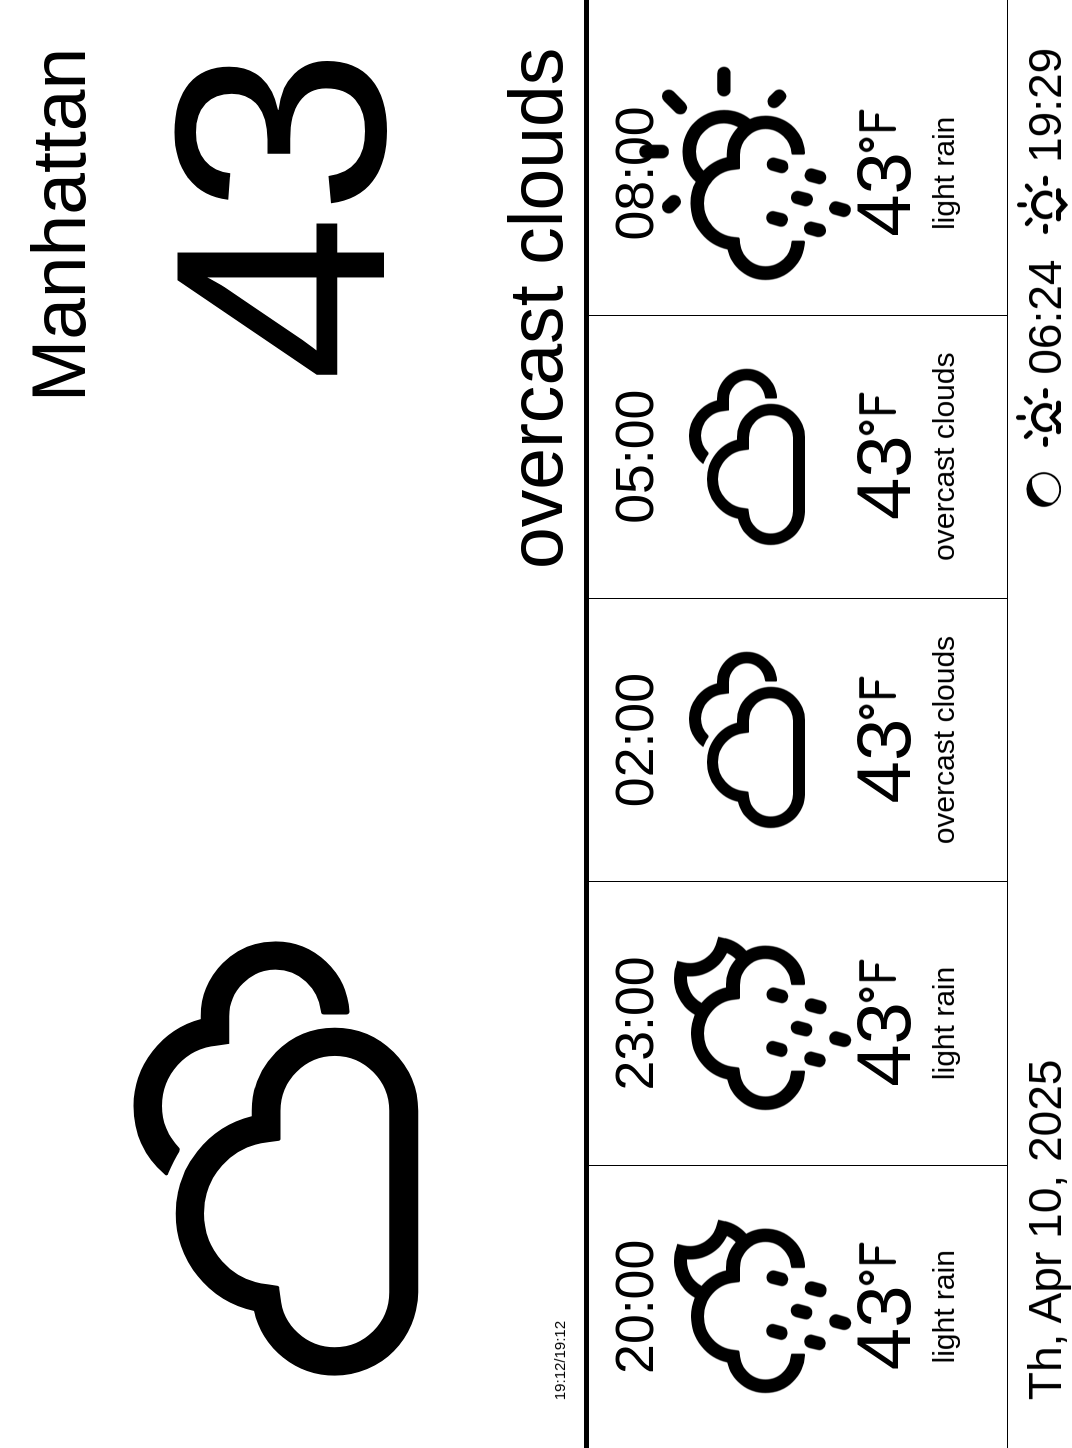 Manhattan
43
overcast clouds
19:12/19:12
20:00
43°F
light rain
23:00
43°F
light rain
02:00
43°F
overcast clouds
05:00
43°F
overcast clouds
08:00
43°F
light rain
Th, Apr 10, 2025
06:24
19:29